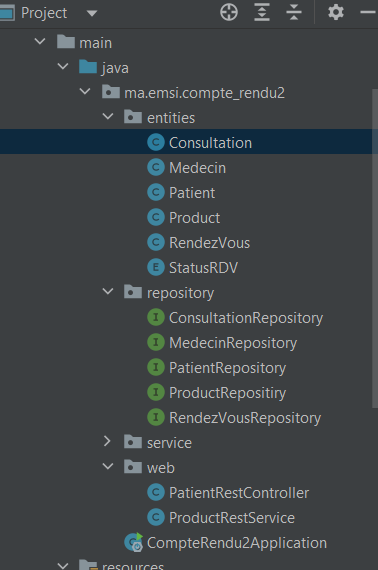 Project
main
java
ma.emsi.compte_rendu2
entities
Consultation
Medecin
Patient
Product
RendezVous
StatusRDV
repository
ConsultationRepository
MedecinRepository
PatientRepository
ProductRepositiry
RendezVousRepository
service
web
PatientRestController
ProductRestService
CompteRendu2Application
resources